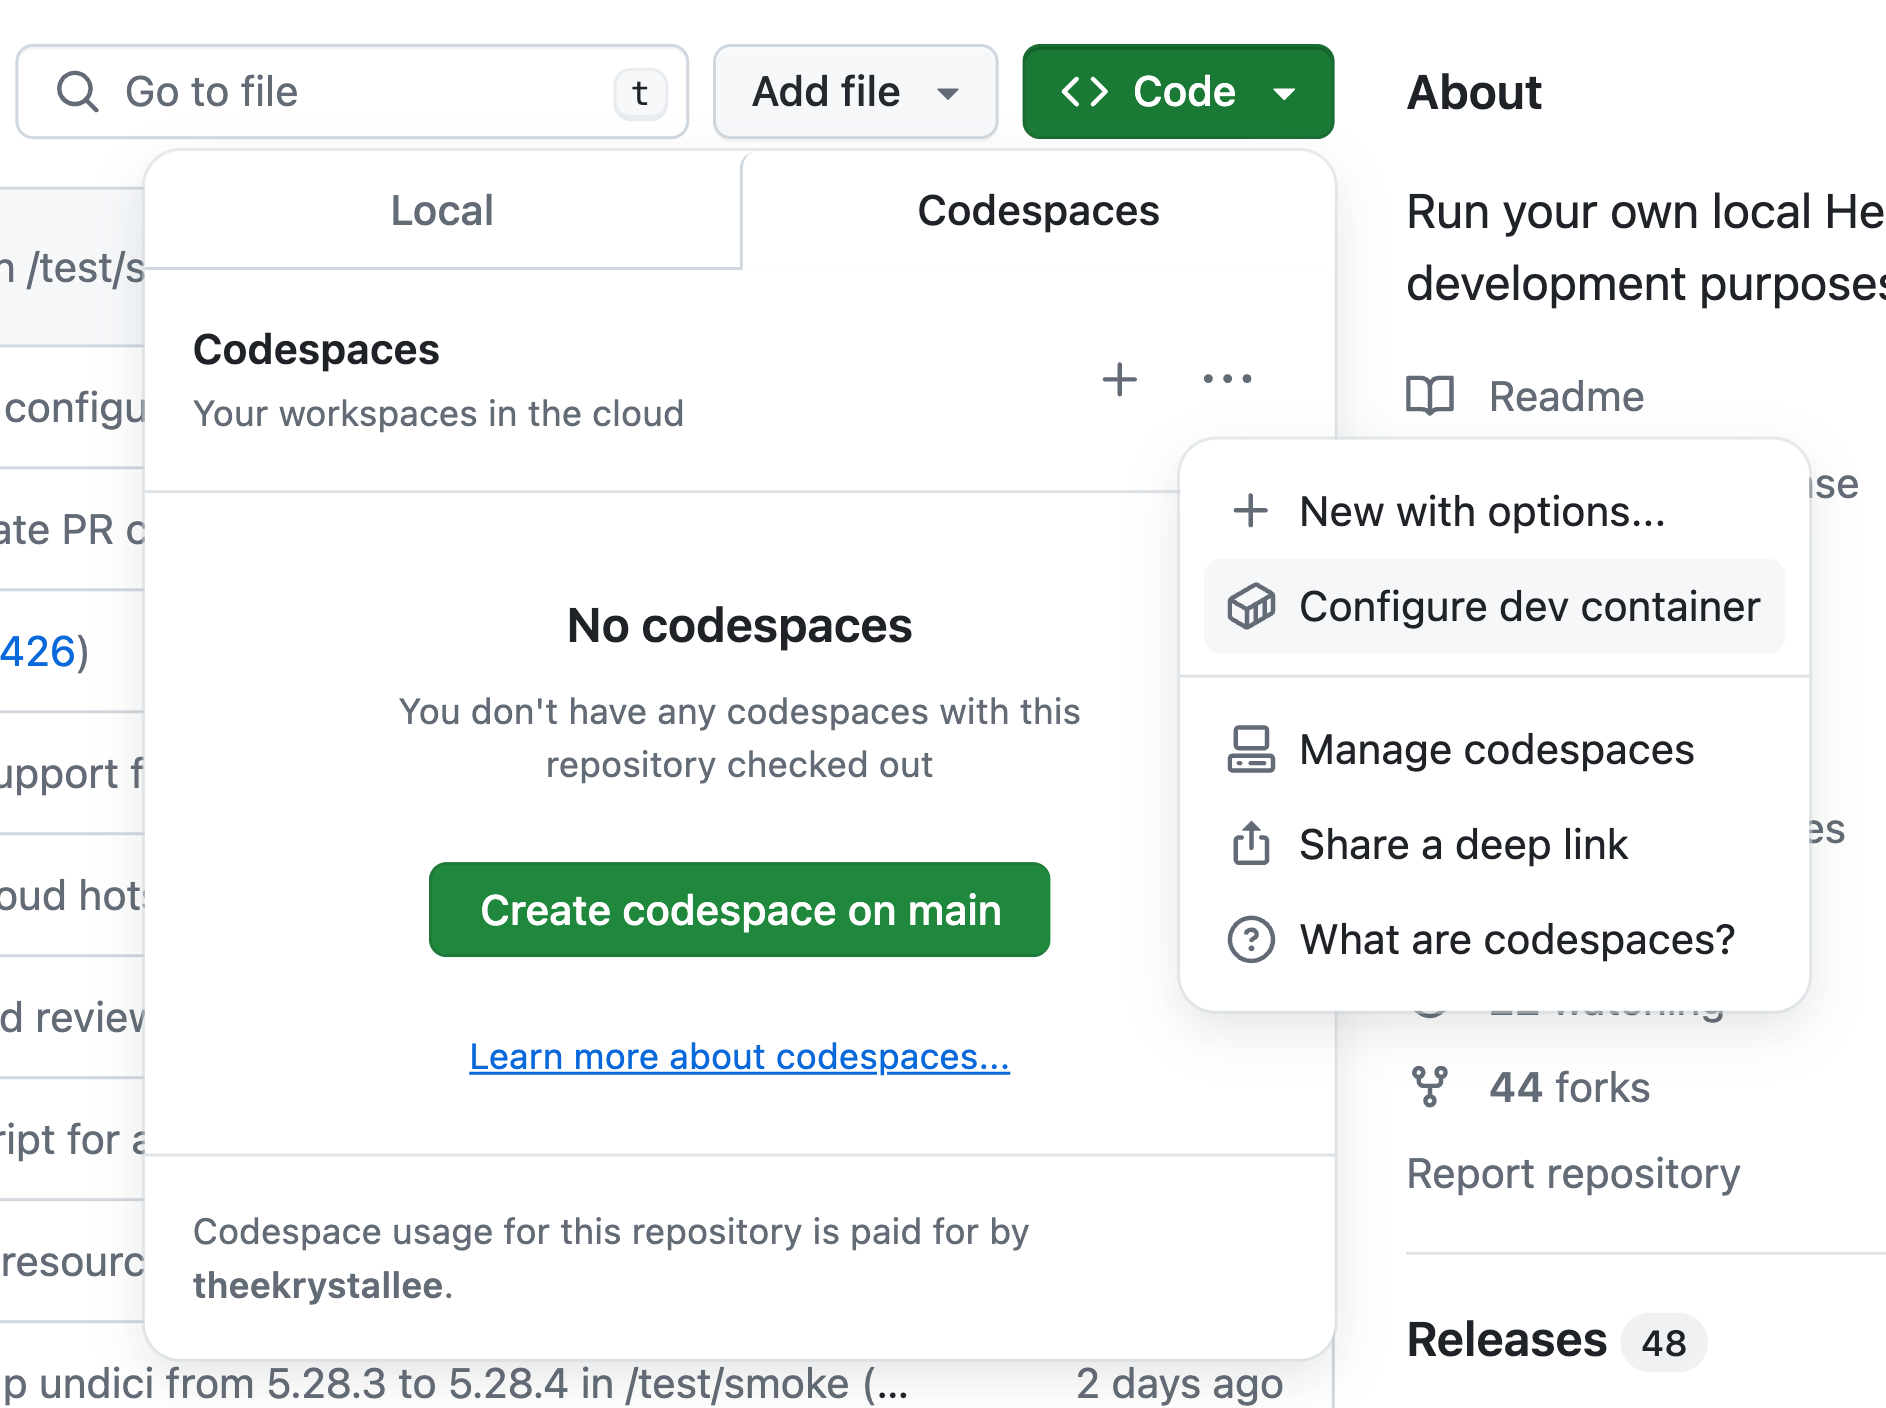 Go to file
t
Add file
Code
About
Local
Codespaces
Run your own local He
development purposes
n /test/s
Codespaces
Your workspaces in the cloud
Readme
configu
New with options...
Configure dev container
Manage codespaces
Share a deep link
What are codespaces?
ate PR c
No codespaces
You don't have any codespaces with this
repository checked out
426)
upport f
Create codespace on main
oud hots
d review
Learn more about codespaces...
44 forks
ript for a
Report repository
Codespace usage for this repository is paid for by
theekrystallee.
resourc
Releases 48
p undici from 5.28.3 to 5.28.4 in /test/smoke (...
2 days ago